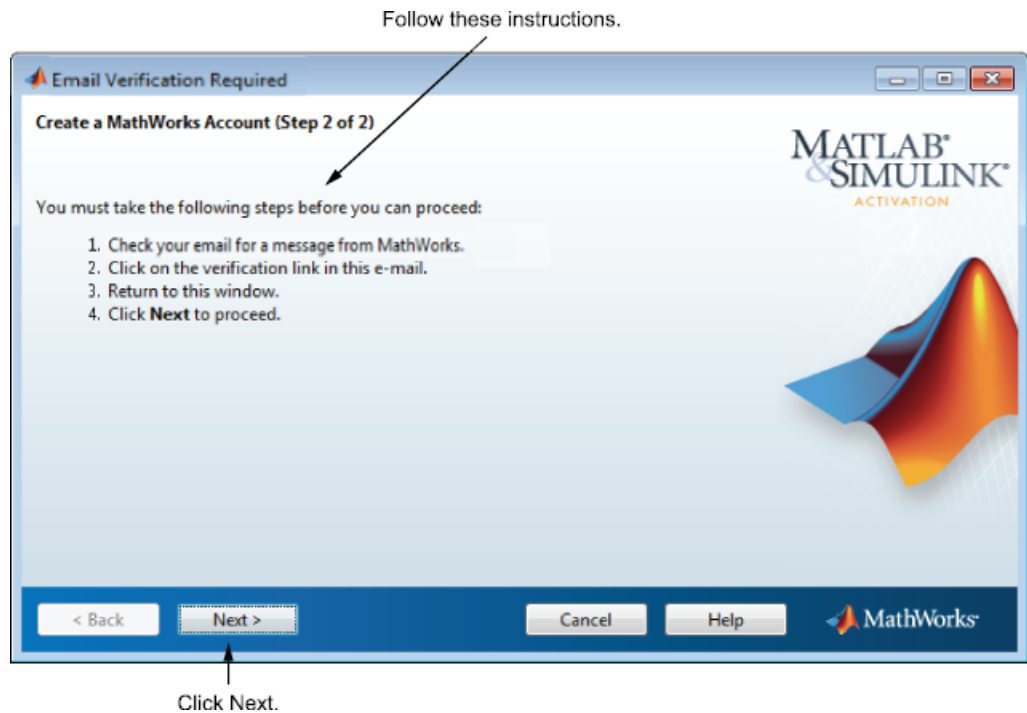 Follow these instructions.
Email Verification Required
Create a MathWorks Account (Step 2 of 2)
MATLAB®
&SIMULINK®
ACTIVATION
You must take the following steps before you can proceed:
1. Check your email for a message from MathWorks.
2. Click on the verification link in this e-mail.
3. Return to this window.
4. Click Next to proceed.
< Back Next > Cancel Help MathWorks®
Click Next.